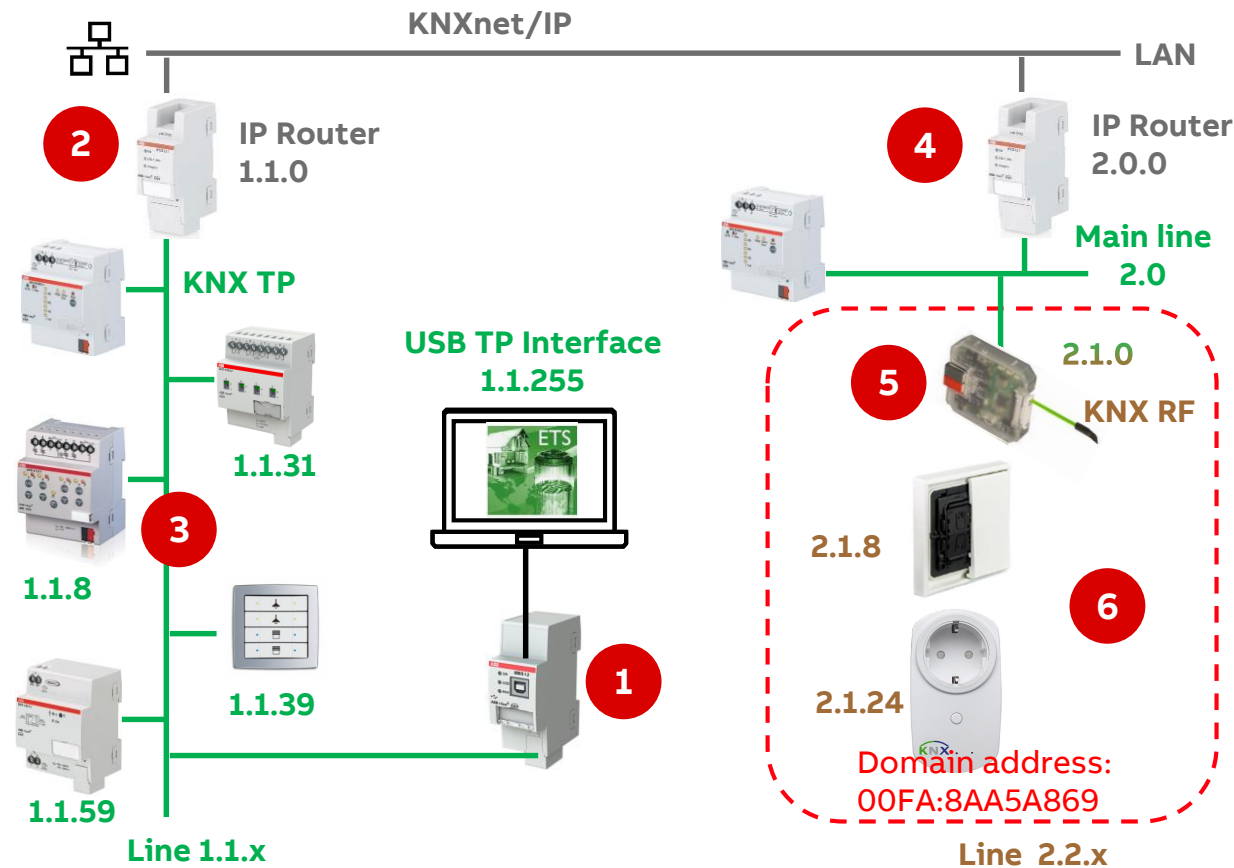 KNXnet/IP
LAN
2
IP Router
1.1.0
4
IP Router
2.0.0
Main line
2.0
KNX TP
USB TP Interface
1.1.255
ETS
1.1.31
5
2.1.0
KNX RF
3
1.1.8
2.1.8
6
1
1.1.39
2.1.24
KNX
Domain address:
00FA:8AA5A869
1.1.59
Line 1.1.x
Line 2.2.x